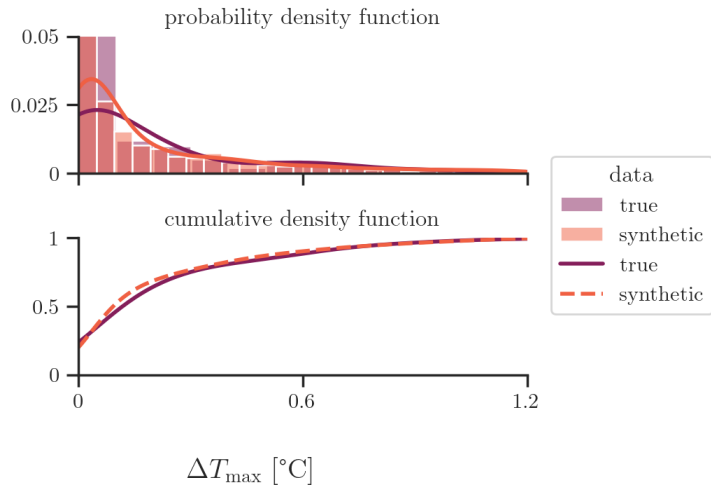 probability density function
0.05
0.025
0
cumulative density function
1
0.5
0
0
0.6
1.2
ΔT_max [°C]
data
true
synthetic
true
synthetic